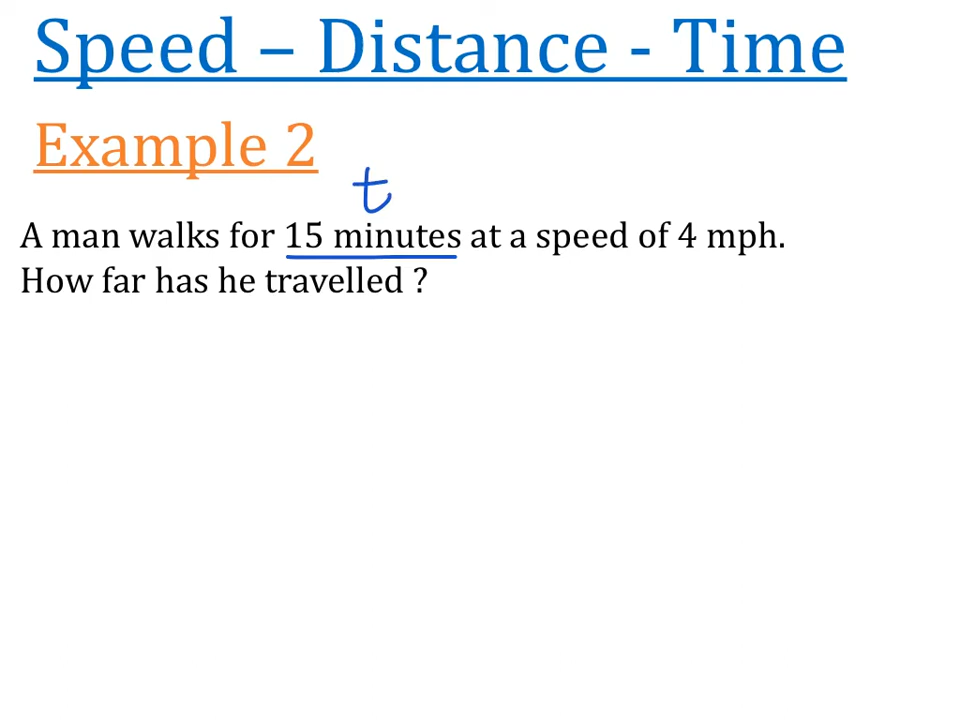 Speed – Distance - Time
Example 2
t
A man walks for 15 minutes at a speed of 4 mph.
How far has he travelled ?